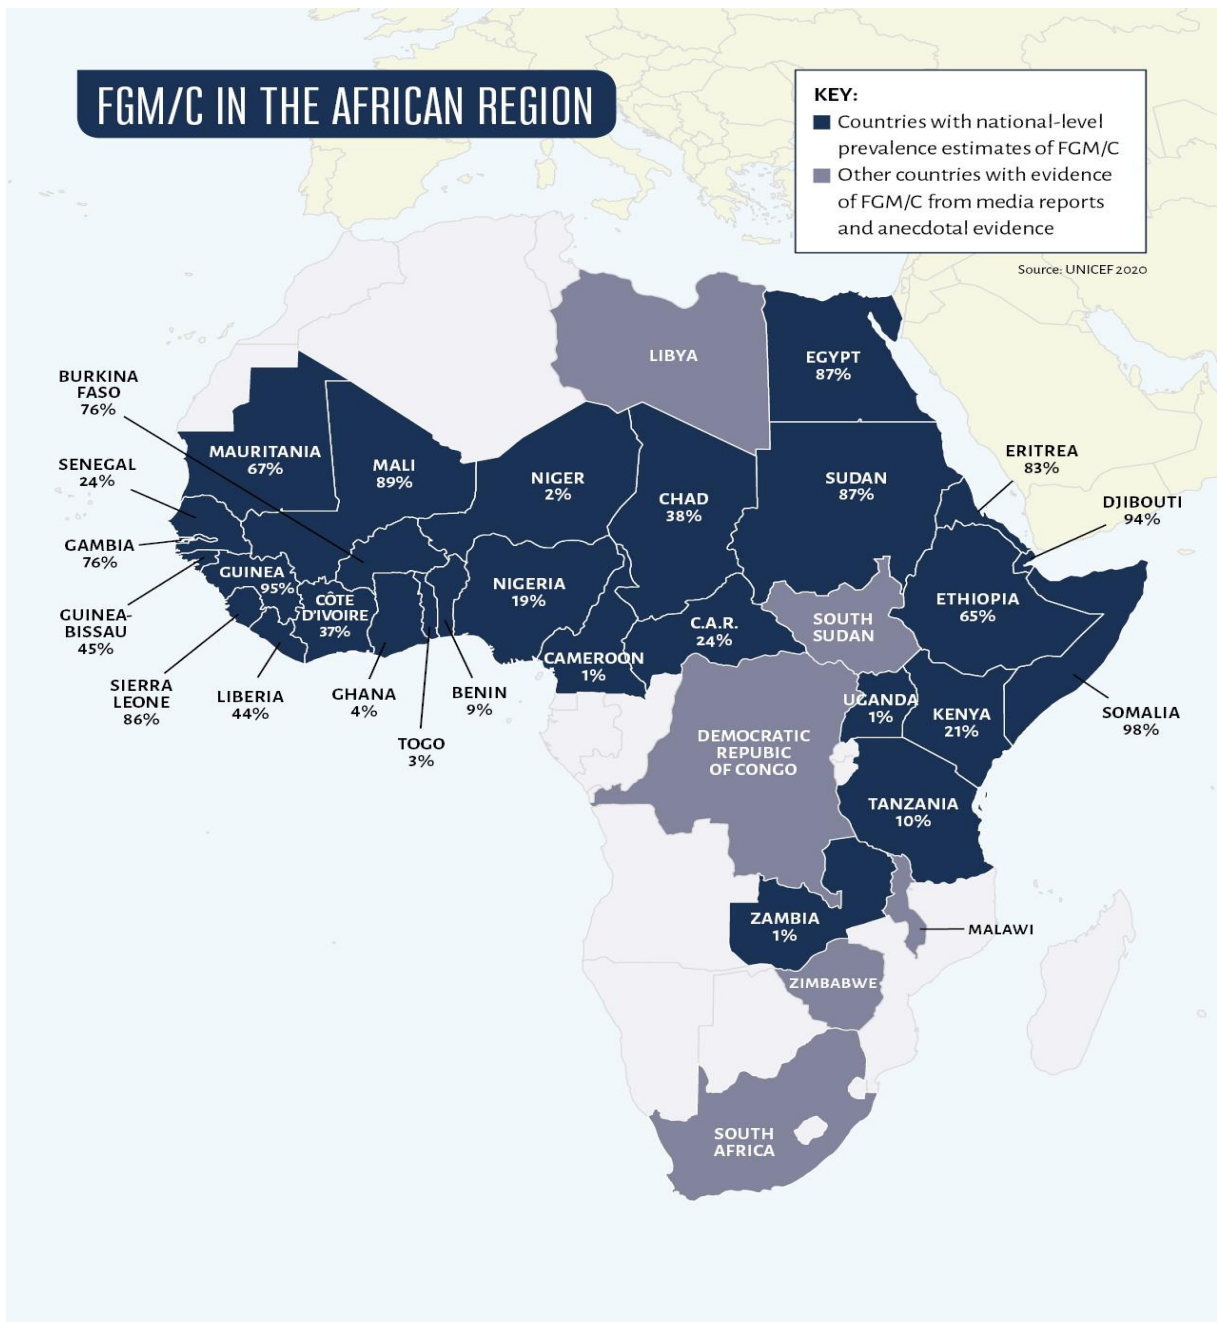 FGM/C IN THE AFRICAN REGION
KEY:
Countries with national-level
prevalence estimates of FGM/C
Other countries with evidence
of FGM/C from media reports
and anecdotal evidence
Source: UNICEF 2020
LIBYA
EGYPT
87%
BURKINA
FASO
76%
MAURITANIA
67%
MALI
89%
NIGER
2%
CHAD
38%
SUDAN
87%
ERITREA
83%
SENEGAL
24%
DJIBOUTI
94%
GAMBIA
76%
GUINEA
95%
CÔTE
D'IVOIRE
37%
NIGERIA
19%
ETHIOPIA
65%
GUINEA-
BISSAU
45%
C.A.R.
24%
SOUTH
SUDAN
CAMEROON
1%
SIERRA
LEONE
86%
LIBERIA
44%
GHANA
4%
BENIN
9%
TOGO
3%
UGANDA
1%
KENYA
21%
SOMALIA
98%
DEMOCRATIC
REPUBIC
OF CONGO
TANZANIA
10%
ZAMBIA
1%
MALAWI
ZIMBABWE
SOUTH
AFRICA